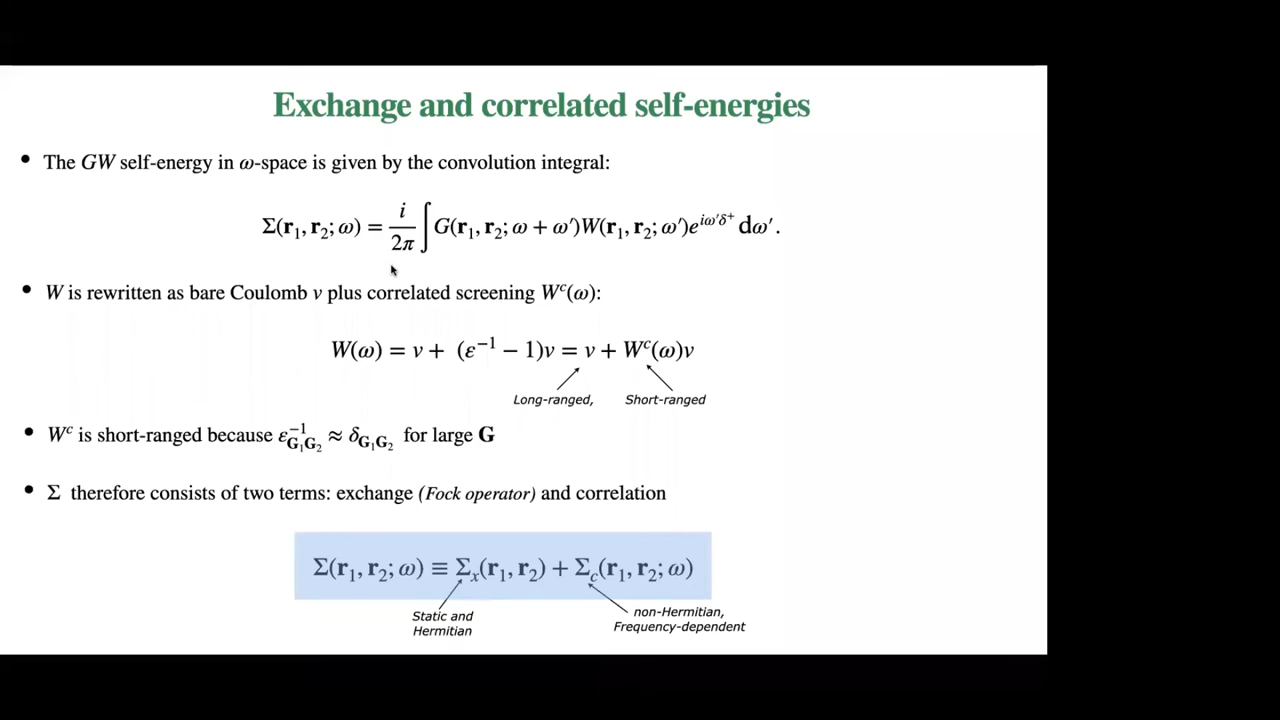 Exchange and correlated self-energies
• The GW self-energy in ω-space is given by the convolution integral:
Σ(r₁, r₂; ω) = i/2π ∫ G(r₁, r₂; ω + ω′)W(r₁, r₂; ω′)e^{iω′δ⁺} dω′.
• W is rewritten as bare Coulomb v plus correlated screening Wᶜ(ω):
W(ω) = v + (ε⁻¹ − 1)v = v + Wᶜ(ω)v
Long-ranged, Short-ranged
• Wᶜ is short-ranged because ε⁻¹_{G₁G₂} ≈ δ_{G₁G₂} for large G
• Σ therefore consists of two terms: exchange (Fock operator) and correlation
Σ(r₁, r₂; ω) ≡ Σₓ(r₁, r₂) + Σ_c(r₁, r₂; ω)
Static and
Hermitian
non-Hermitian,
Frequency-dependent